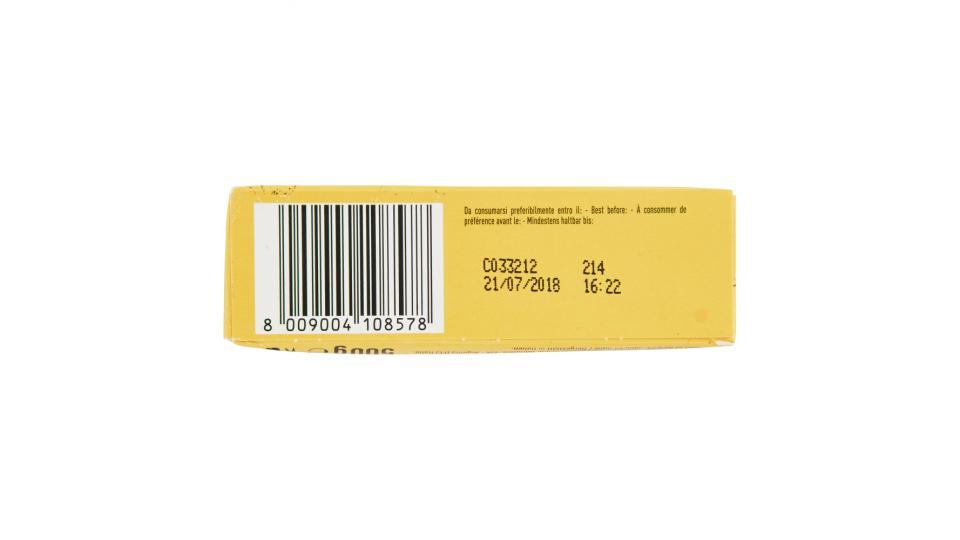 Da consumarsi preferibilmente entro il: - Best before: - À consommer de
préférence avant le: - Mindestens haltbar bis:
C033212 214
21/07/2018 16:22
8 009004 108578
500g